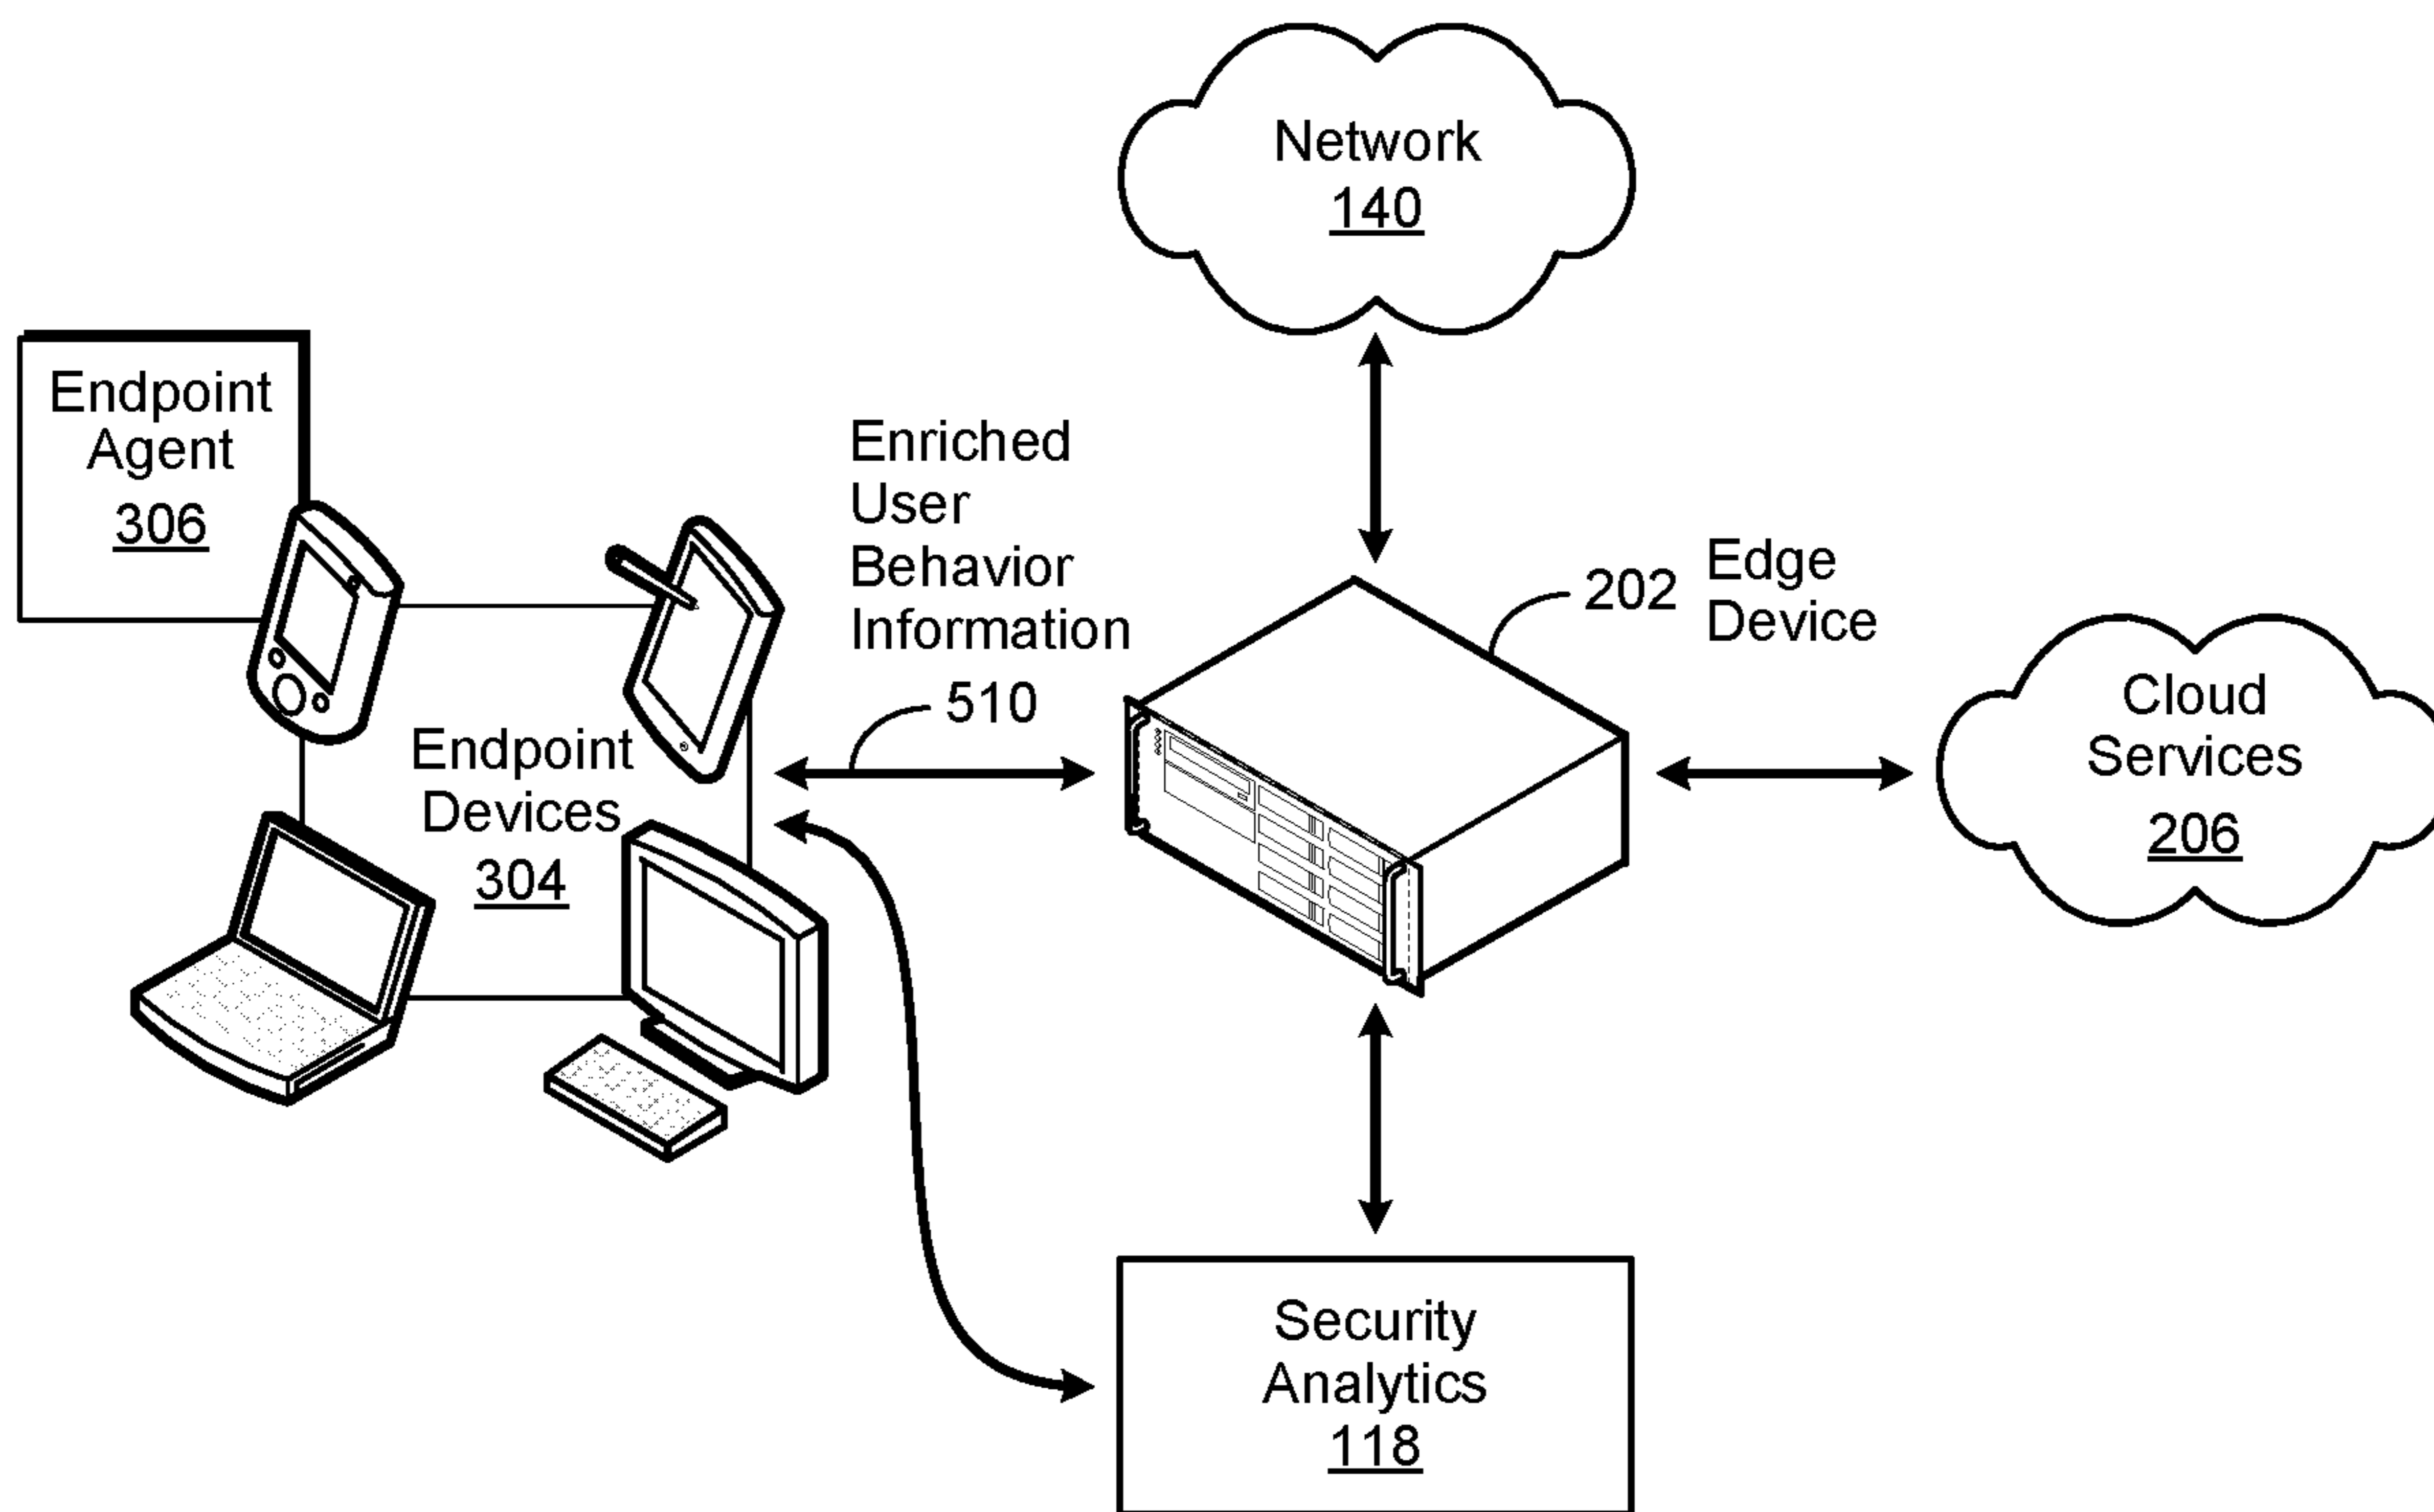 Network
140
Endpoint
Agent
306
Enriched
User
Behavior
Information
510
202
Edge
Device
Cloud
Services
206
Endpoint
Devices
304
Security
Analytics
118